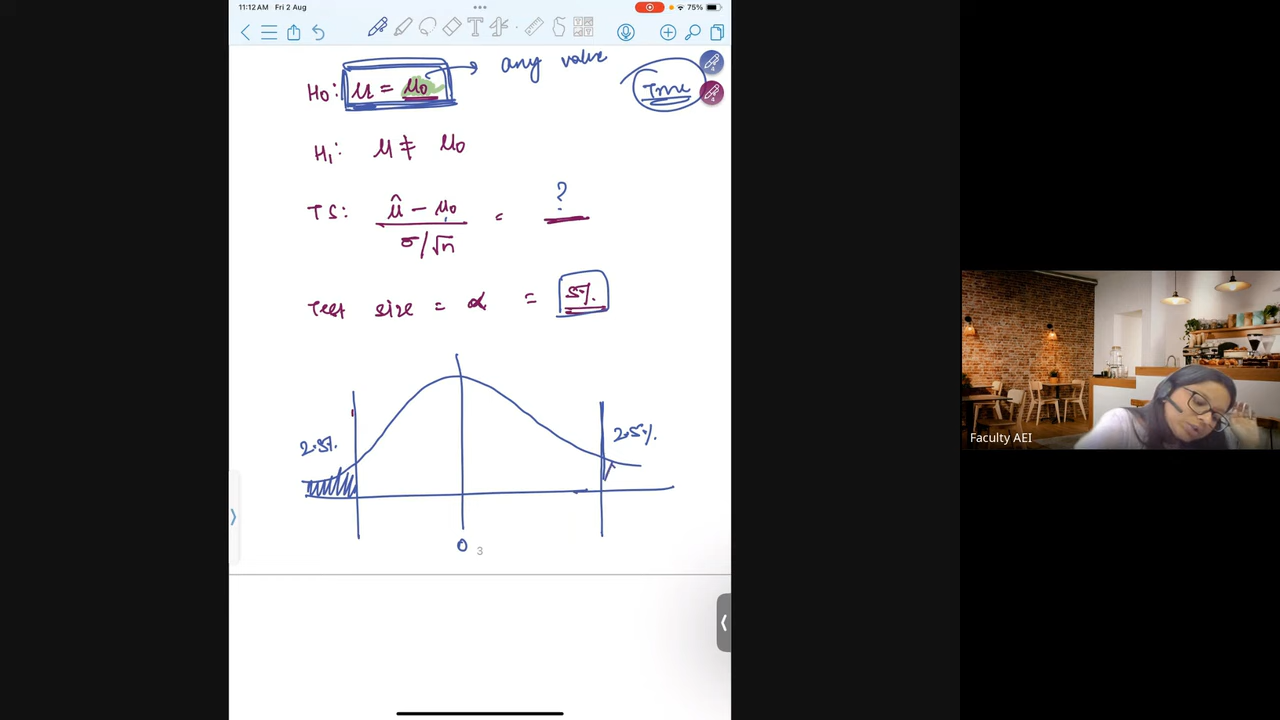 11:12 AM Fri 2 Aug
75%
H0: μ = μ0 → any value
True
H1: μ ≠ μ0
TS: μ̂ − μ0 / σ/√n = ?
Test size = α = 5%.
2.5%. 2.5%.
0 3
Faculty AEI